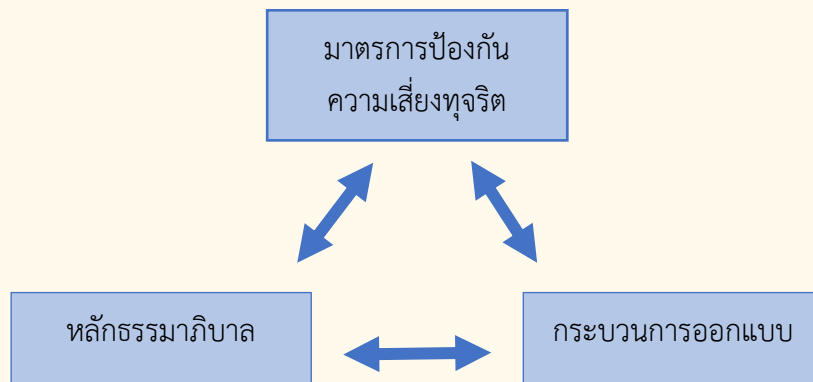 มาตรการป้องกัน
ความเสี่ยงทุจริต
หลักธรรมาภิบาล
กระบวนการออกแบบ